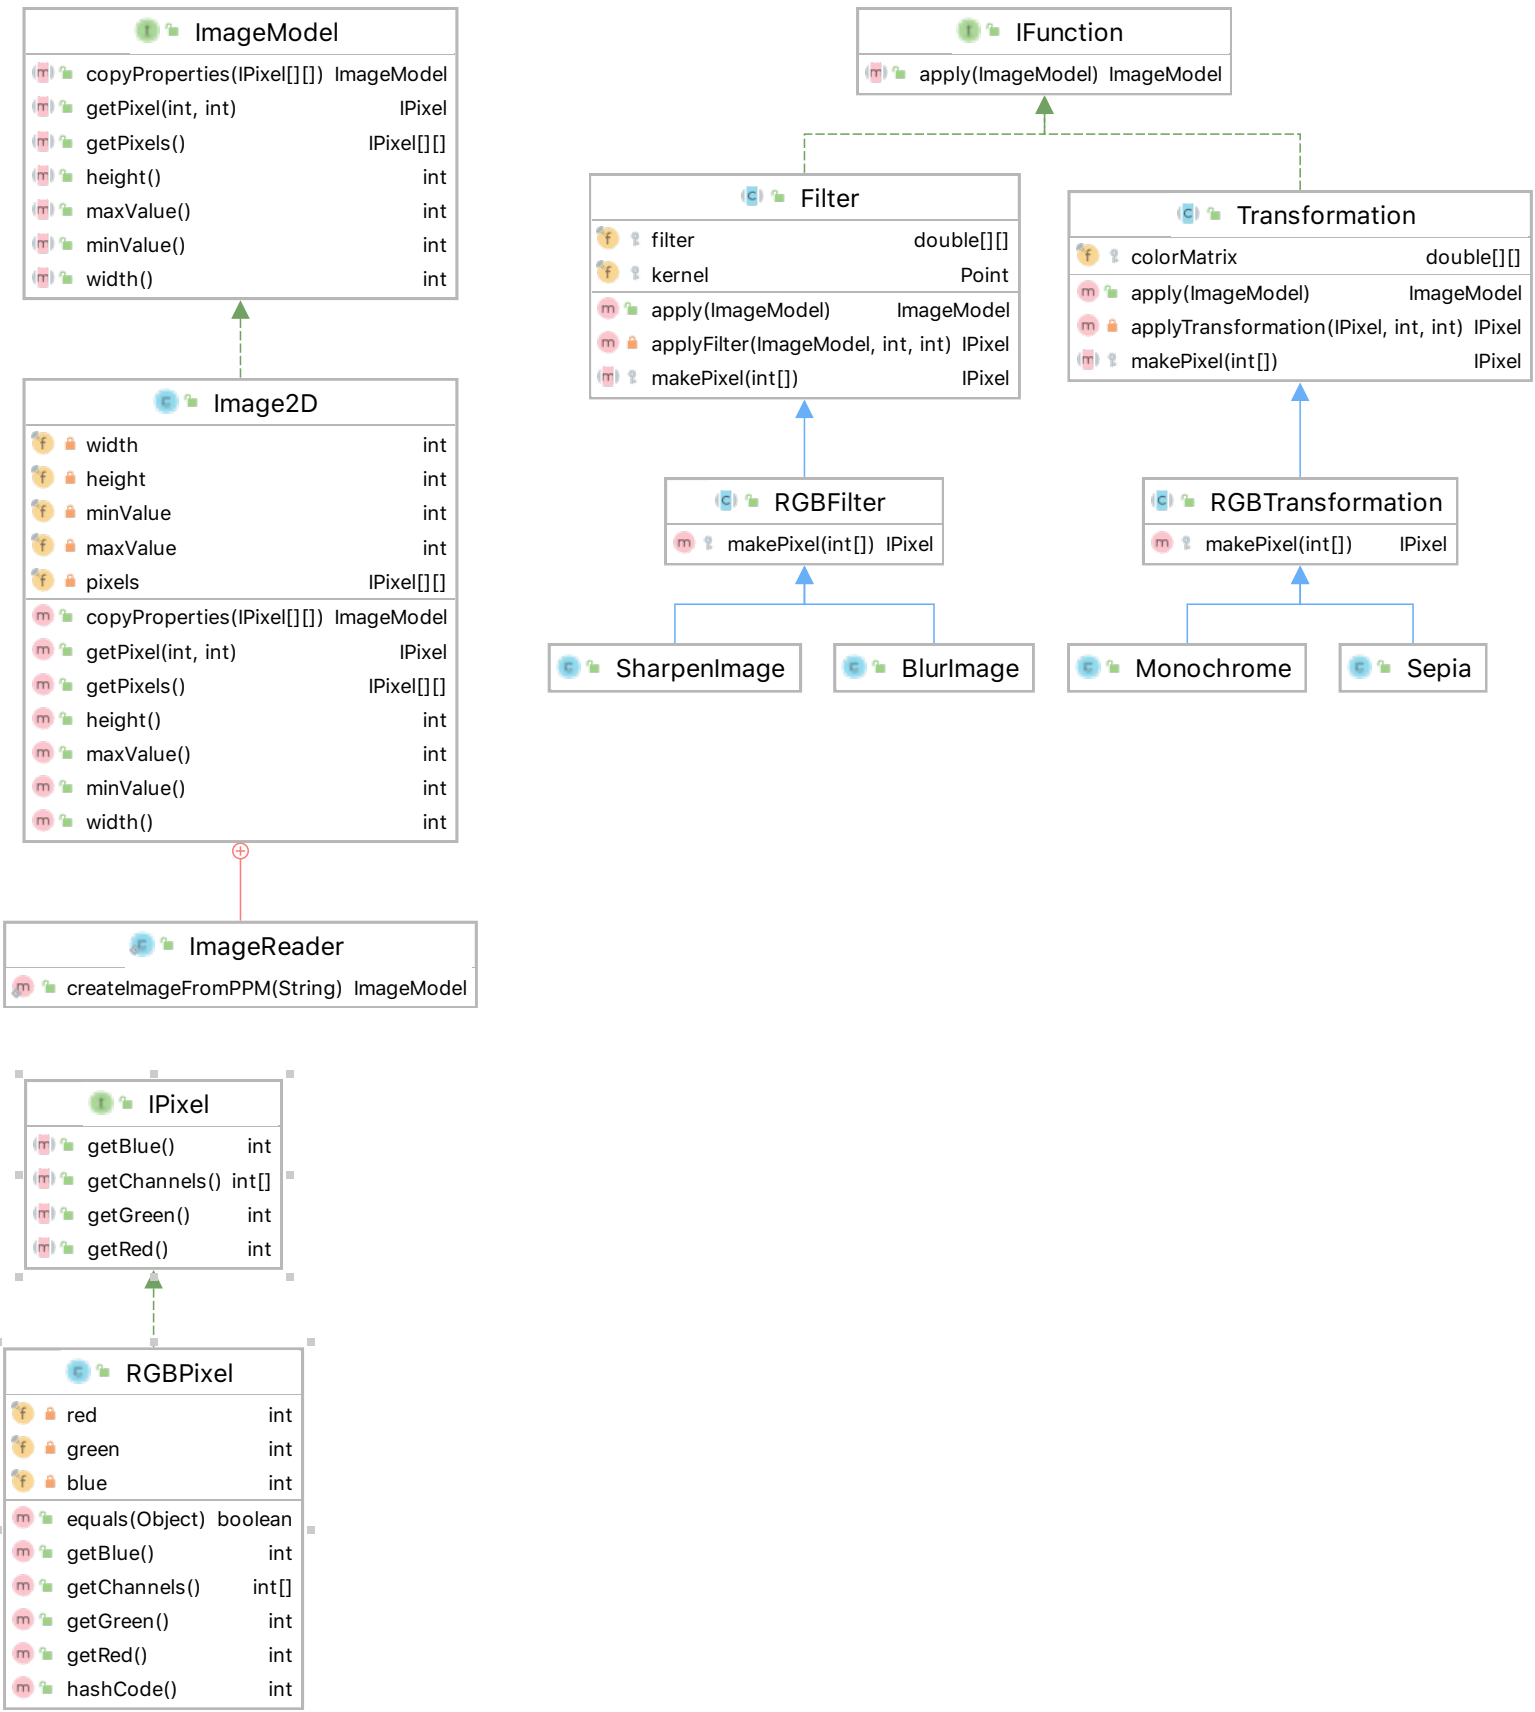 ImageModel
copyProperties(IPixel[][]) ImageModel
getPixel(int, int) IPixel
getPixels() IPixel[][]
height() int
maxValue() int
minValue() int
width() int
Image2D
width int
height int
minValue int
maxValue int
pixels IPixel[][]
copyProperties(IPixel[][]) ImageModel
getPixel(int, int) IPixel
getPixels() IPixel[][]
height() int
maxValue() int
minValue() int
width() int
ImageReader
createImageFromPPM(String) ImageModel
IPixel
getBlue() int
getChannels() int[]
getGreen() int
getRed() int
RGBPixel
red int
green int
blue int
equals(Object) boolean
getBlue() int
getChannels() int[]
getGreen() int
getRed() int
hashCode() int
IFunction
apply(ImageModel) ImageModel
Filter
filter double[][]
kernel Point
apply(ImageModel) ImageModel
applyFilter(ImageModel, int, int) IPixel
makePixel(int[]) IPixel
RGBFilter
makePixel(int[]) IPixel
SharpenImage
BlurImage
Transformation
colorMatrix double[][]
apply(ImageModel) ImageModel
applyTransformation(IPixel, int, int) IPixel
makePixel(int[]) IPixel
RGBTransformation
makePixel(int[]) IPixel
Monochrome
Sepia